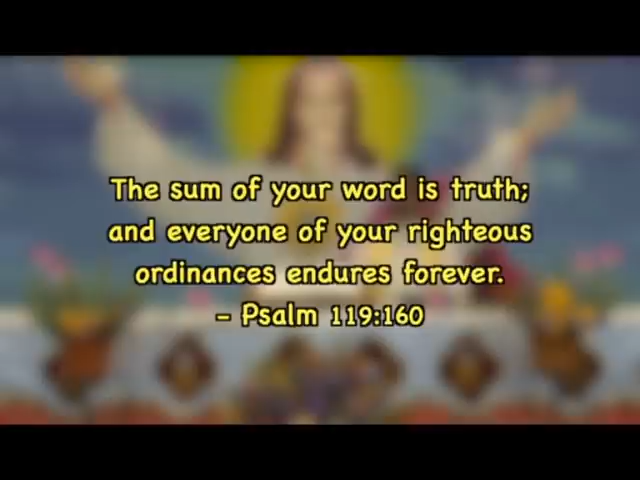 The sum of your word is truth;
and everyone of your righteous
ordinances endures forever.
– Psalm 119:160